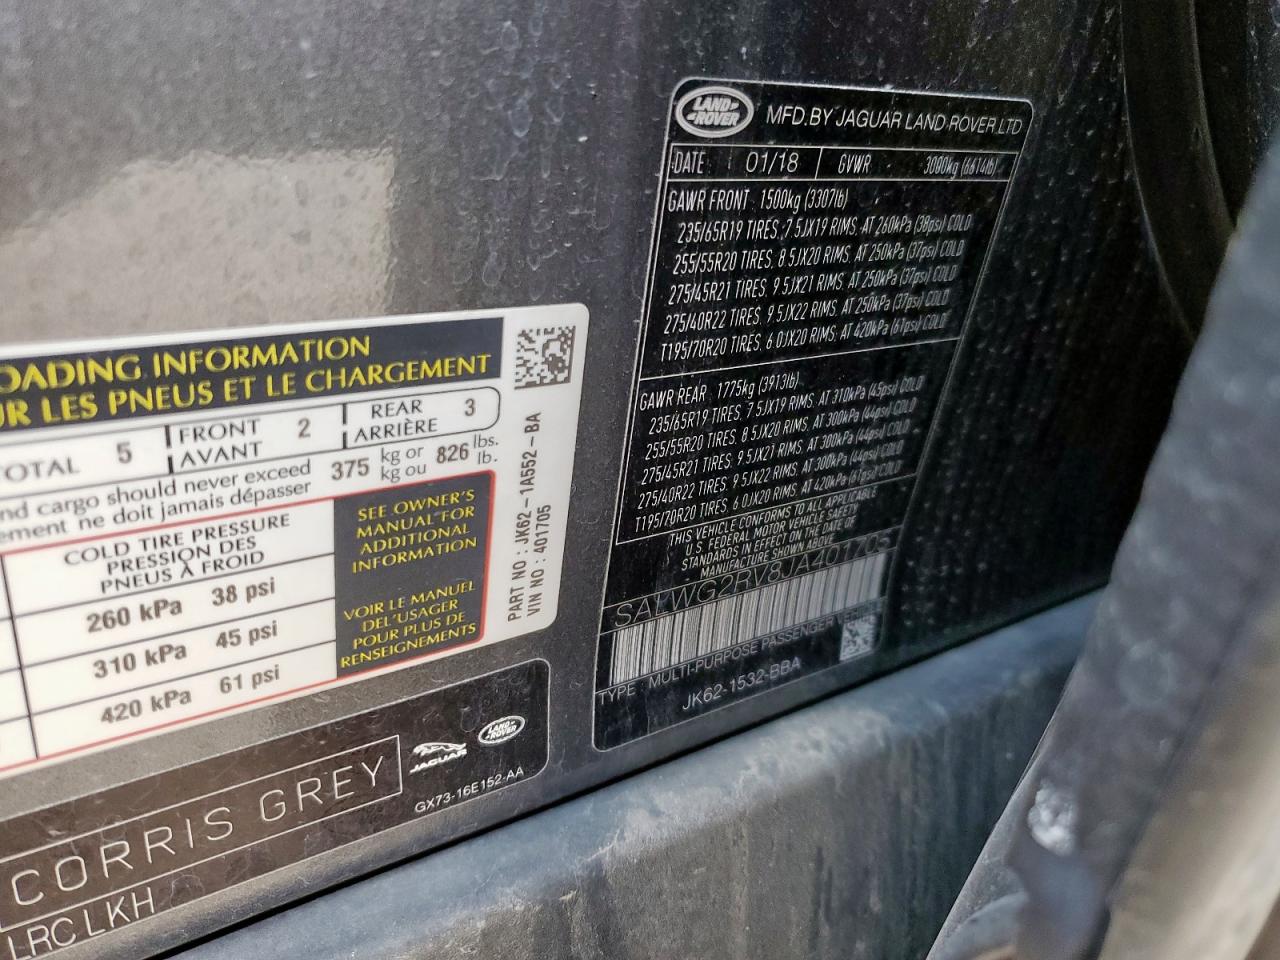 OADING INFORMATION
UR LES PNEUS ET LE CHARGEMENT
TOTAL 5 FRONT AVANT 2 REAR ARRIÈRE 3
nd cargo should never exceed
ement ne doit jamais dépasser
375 kg or kg ou 826 lbs. lb.
COLD TIRE PRESSURE
PRESSION DES
PNEUS À FROID
260 kPa 38 psi
310 kPa 45 psi
420 kPa 61 psi
SEE OWNER'S
MANUAL FOR
ADDITIONAL
INFORMATION
VOIR LE MANUEL
DEL'USAGER
POUR PLUS DE
RENSEIGNEMENTS
PART NO : JK62-1A552-BA
VIN NO : 401705
CORRIS GREY
LRC LKH
JAGUAR
LAND ROVER
GX73-16E152-AA
LAND ROVER
MFD.BY JAGUAR LAND ROVER LTD
DATE: 01/18 GVWR 3000kg (6614lb)
GAWR FRONT 1500kg (3307lb)
235/65R19 TIRES, 7.5JX19 RIMS, AT 260kPa (38psi) COLD
255/55R20 TIRES, 8.5JX20 RIMS, AT 250kPa (37psi) COLD
275/45R21 TIRES, 9.5JX21 RIMS, AT 250kPa (37psi) COLD
275/40R22 TIRES, 9.5JX22 RIMS, AT 250kPa (37psi) COLD
T195/70R20 TIRES, 6.0JX20 RIMS, AT 420kPa (61psi) COLD
GAWR REAR 1775kg (3913lb)
235/65R19 TIRES, 7.5JX19 RIMS, AT 310kPa (45psi) COLD
255/55R20 TIRES, 8.5JX20 RIMS, AT 300kPa (44psi) COLD
275/45R21 TIRES, 9.5JX21 RIMS, AT 300kPa (44psi) COLD
275/40R22 TIRES, 9.5JX22 RIMS, AT 300kPa (44psi) COLD
T195/70R20 TIRES, 6.0JX20 RIMS, AT 420kPa (61psi) COLD
THIS VEHICLE CONFORMS TO ALL APPLICABLE
U.S. FEDERAL MOTOR VEHICLE SAFETY
STANDARDS IN EFFECT ON THE DATE OF
MANUFACTURE SHOWN ABOVE.
SALWG2RV8JA401705
TYPE: MULTI-PURPOSE PASSENGER VEHICLE
JK62-1532-BBA